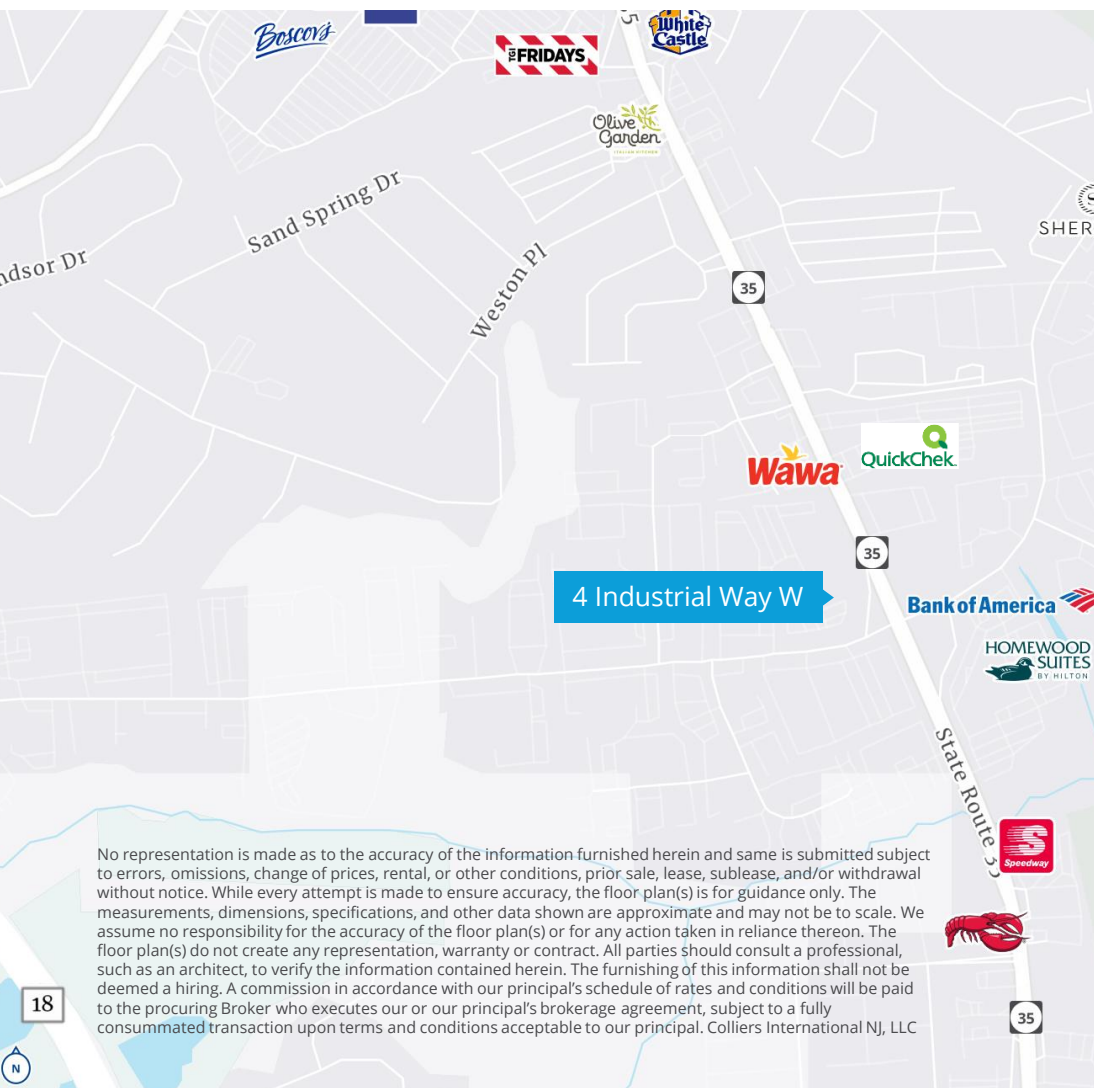 Boscov's
TGI FRIDAYS
35
White
Castle
Olive
Garden
ITALIAN KITCHEN
Sand Spring Dr
ndsor Dr
SHER
Weston Pl
35
Wawa
QuickChek
35
4 Industrial Way W
Bank of America
HOMEWOOD
SUITES
BY HILTON
State Route 35
Speedway
No representation is made as to the accuracy of the information furnished herein and same is submitted subject
to errors, omissions, change of prices, rental, or other conditions, prior sale, lease, sublease, and/or withdrawal
without notice. While every attempt is made to ensure accuracy, the floor plan(s) is for guidance only. The
measurements, dimensions, specifications, and other data shown are approximate and may not be to scale. We
assume no responsibility for the accuracy of the floor plan(s) or for any action taken in reliance thereon. The
floor plan(s) do not create any representation, warranty or contract. All parties should consult a professional,
such as an architect, to verify the information contained herein. The furnishing of this information shall not be
deemed a hiring. A commission in accordance with our principal's schedule of rates and conditions will be paid
to the procuring Broker who executes our or our principal's brokerage agreement, subject to a fully
consummated transaction upon terms and conditions acceptable to our principal. Colliers International NJ, LLC
18
35
N